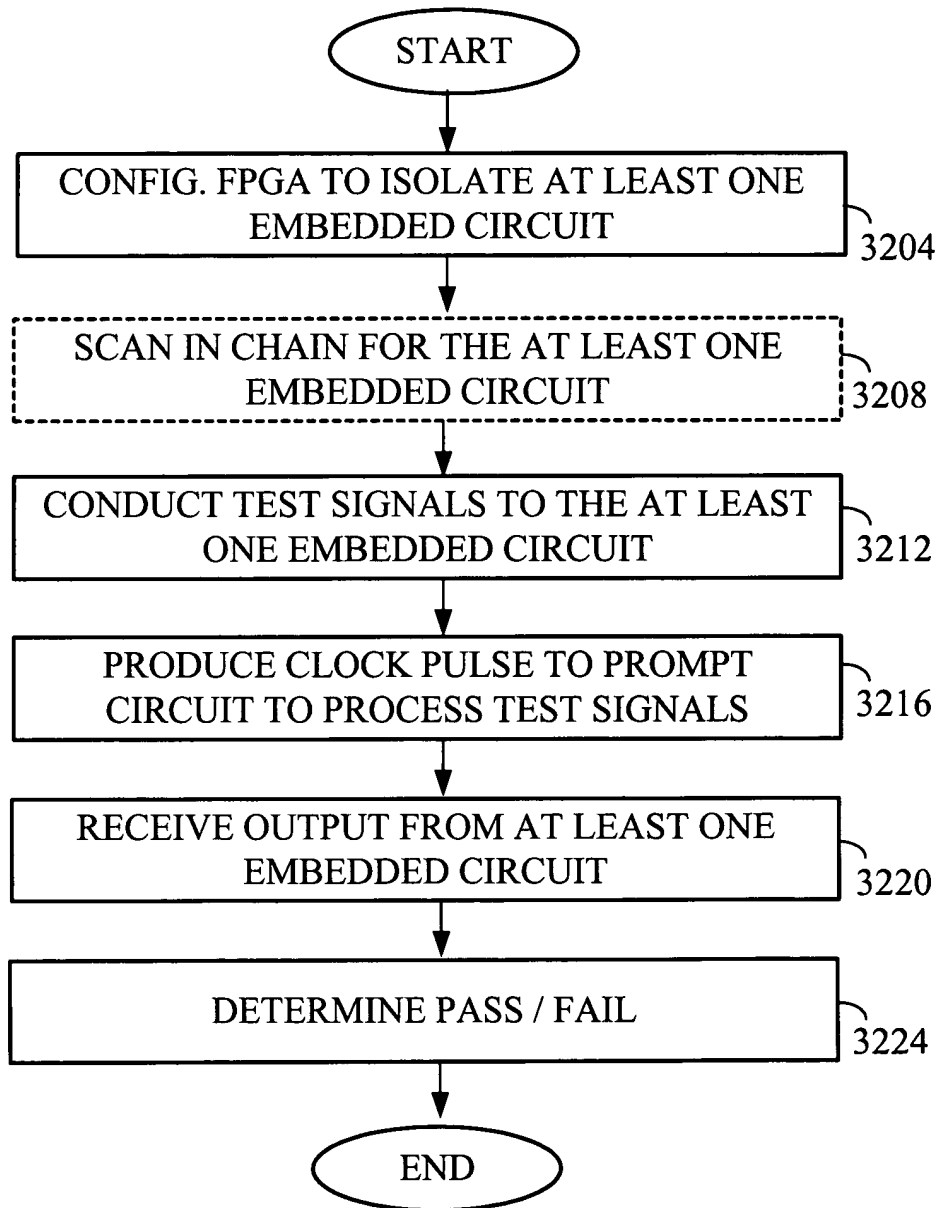 START
CONFIG. FPGA TO ISOLATE AT LEAST ONE
EMBEDDED CIRCUIT
3204
SCAN IN CHAIN FOR THE AT LEAST ONE
EMBEDDED CIRCUIT
3208
CONDUCT TEST SIGNALS TO THE AT LEAST
ONE EMBEDDED CIRCUIT
3212
PRODUCE CLOCK PULSE TO PROMPT
CIRCUIT TO PROCESS TEST SIGNALS
3216
RECEIVE OUTPUT FROM AT LEAST ONE
EMBEDDED CIRCUIT
3220
DETERMINE PASS / FAIL
3224
END